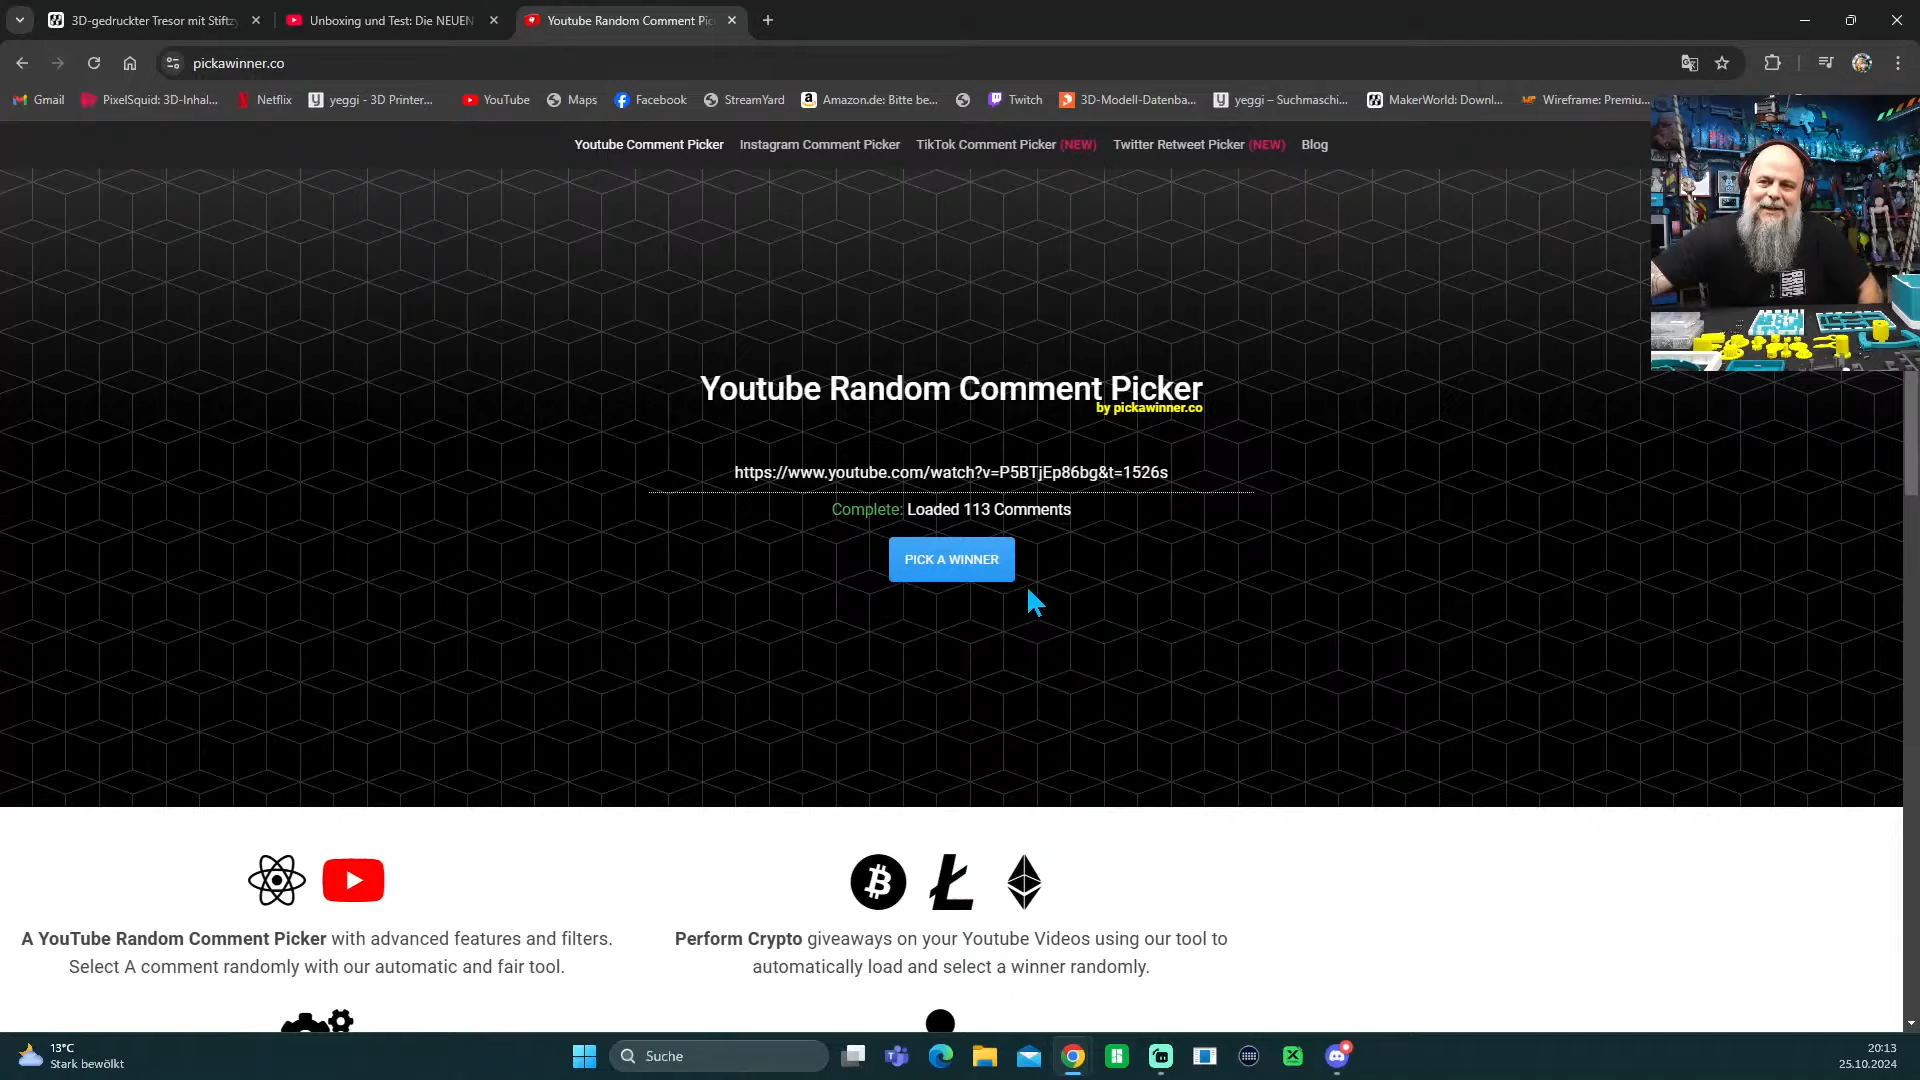 3D-gedruckter Tresor mit Stiftzy
Unboxing und Test: Die NEUEN
Youtube Random Comment Pic
pickawinner.co
Gmail
PixelSquid: 3D-Inhal...
Netflix
yeggi - 3D Printer...
YouTube
Maps
Facebook
StreamYard
Amazon.de: Bitte be...
Twitch
3D-Modell-Datenba...
yeggi – Suchmaschi...
MakerWorld: Downl...
Wireframe: Premiu...
Youtube Comment Picker
Instagram Comment Picker
TikTok Comment Picker (NEW)
Twitter Retweet Picker (NEW)
Blog
Youtube Random Comment Picker
by pickawinner.co
https://www.youtube.com/watch?v=P5BTjEp86bg&t=1526s
Complete: Loaded 113 Comments
PICK A WINNER
A YouTube Random Comment Picker with advanced features and filters.
Select A comment randomly with our automatic and fair tool.
Perform Crypto giveaways on your Youtube Videos using our tool to
automatically load and select a winner randomly.
13°C
Stark bewölkt
Suche
20:13
25.10.2024